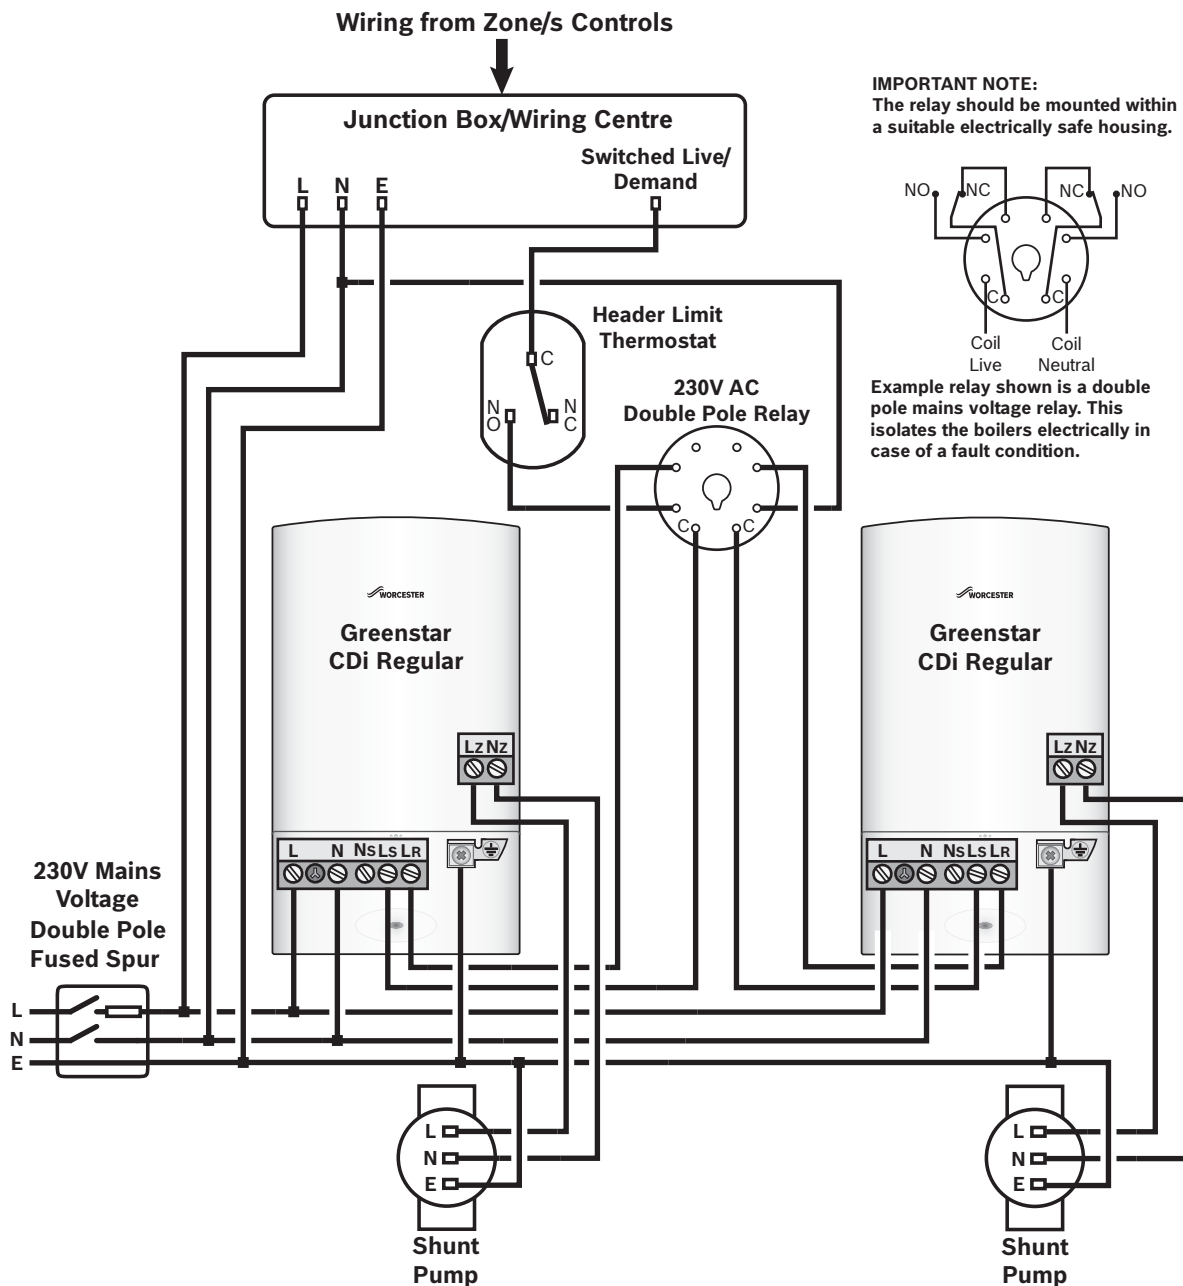 Wiring from Zone/s Controls
IMPORTANT NOTE:
The relay should be mounted within
a suitable electrically safe housing.
Junction Box/Wiring Centre
Switched Live/
Demand
L N E
NO NC NC NO
C C
Coil
Live
Coil
Neutral
Example relay shown is a double
pole mains voltage relay. This
isolates the boilers electrically in
case of a fault condition.
Header Limit
Thermostat
C
N
O
N
C
230V AC
Double Pole Relay
C C
WORCESTER
Greenstar
CDi Regular
Lz Nz
L N Ns Ls LR
WORCESTER
Greenstar
CDi Regular
Lz Nz
L N Ns Ls LR
230V Mains
Voltage
Double Pole
Fused Spur
L
N
E
L
N
E
Shunt
Pump
L
N
E
Shunt
Pump